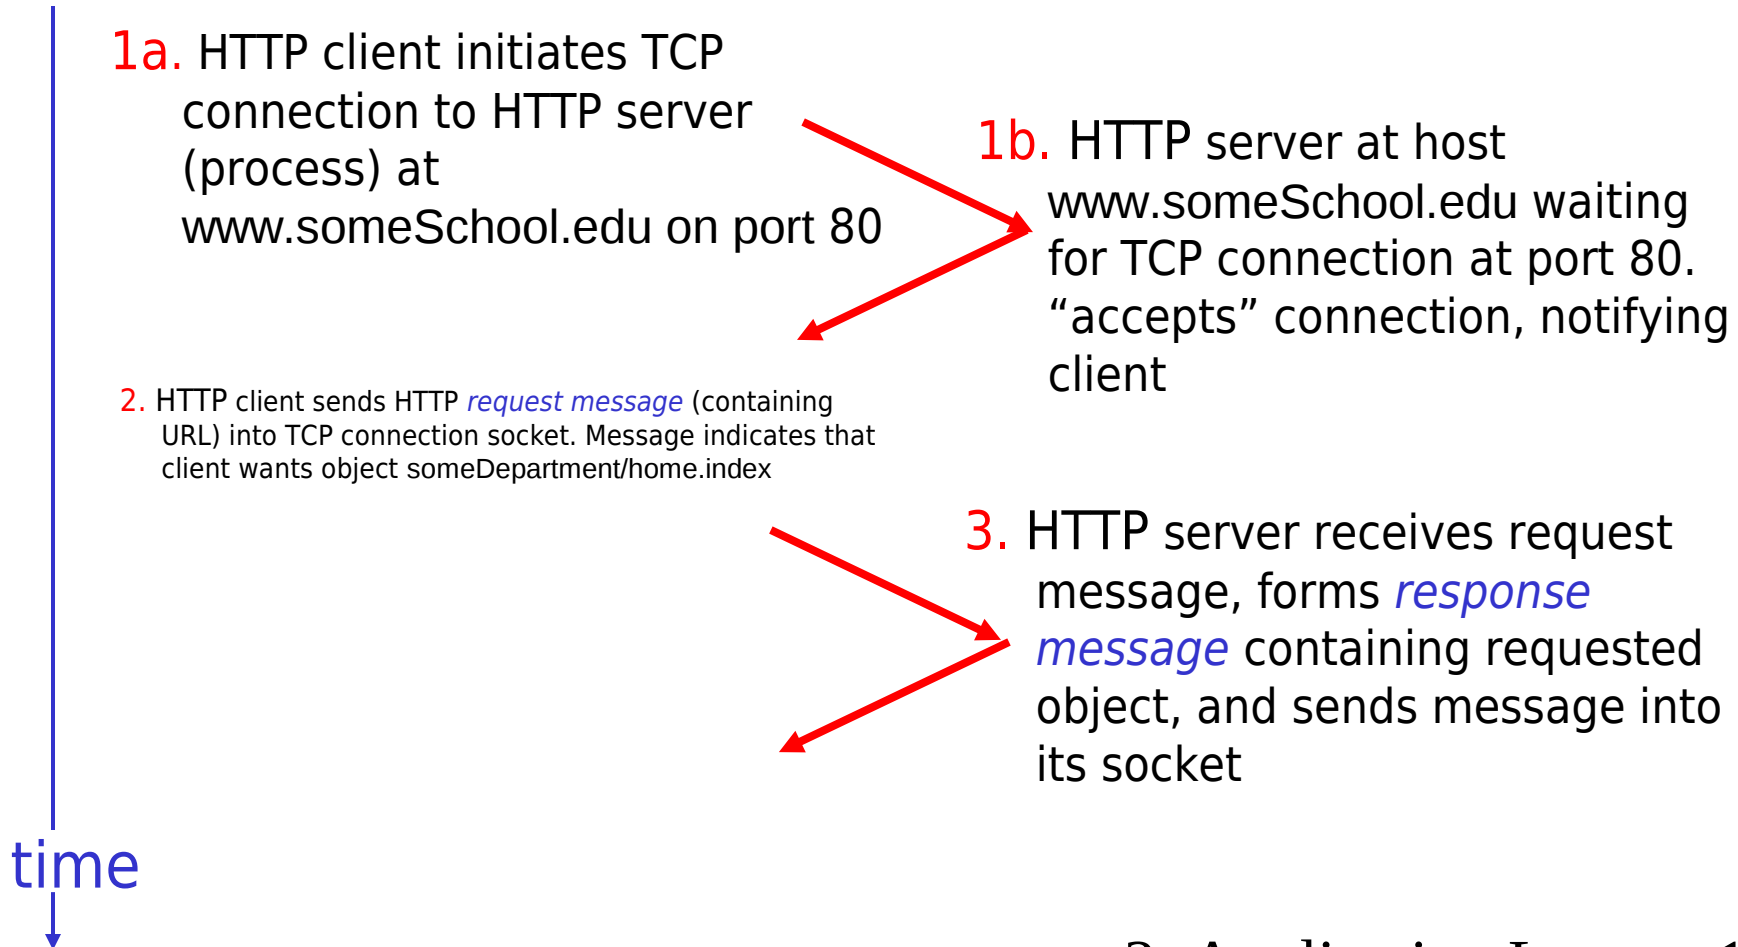 1a. HTTP client initiates TCP
connection to HTTP server
(process) at
www.someSchool.edu on port 80
1b. HTTP server at host
www.someSchool.edu waiting
for TCP connection at port 80.
“accepts” connection, notifying
client
2. HTTP client sends HTTP request message (containing
URL) into TCP connection socket. Message indicates that
client wants object someDepartment/home.index
3. HTTP server receives request
message, forms response
message containing requested
object, and sends message into
its socket
time